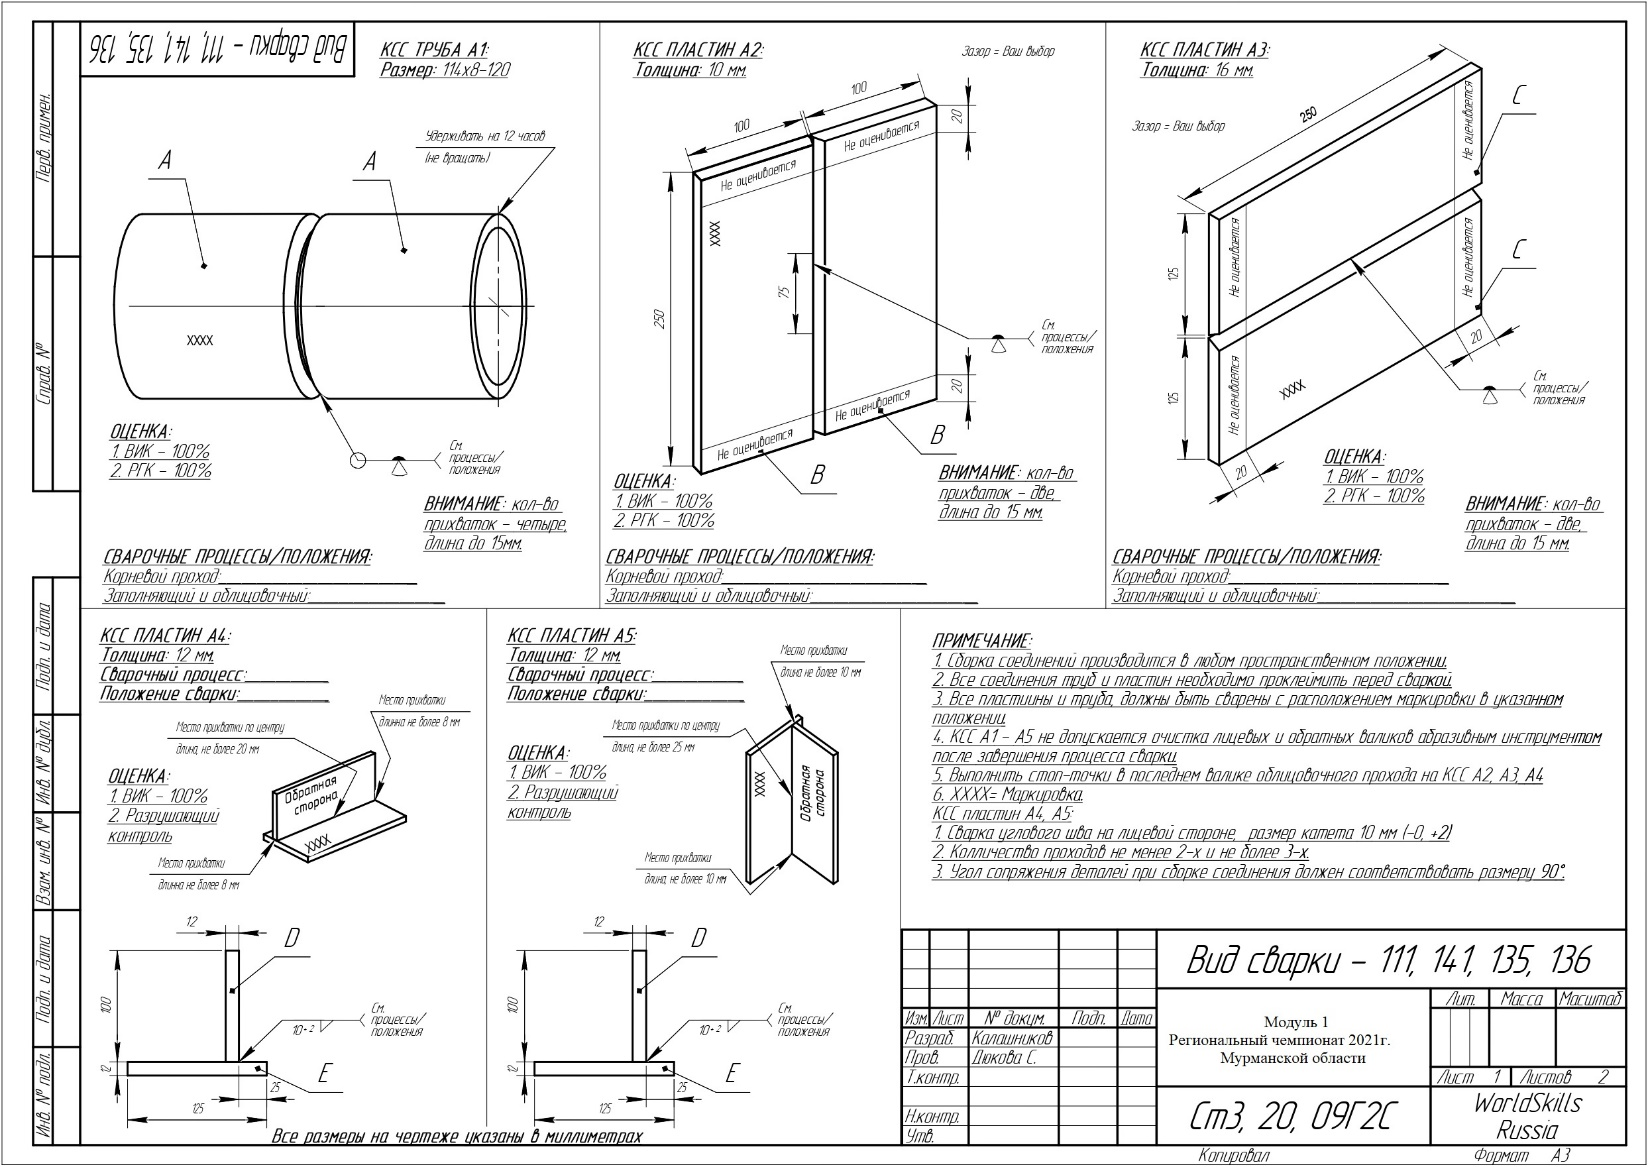 Вид сварки – 111, 141, 135, 136
Перв. примен.
Справ. №
Подп. и дата
Инв. № дубл.
Взам. инв. №
Подп. и дата
Инв. № подл.
КСС ТРУБА А1:
Размер: 114х8-120
Удерживать на 12 часов
(не вращать)
A
A
XXXX
ОЦЕНКА:
1. ВИК – 100%
2. РГК – 100%
См.
процессы/
положения
ВНИМАНИЕ: кол-во
прихваток – четыре,
длина до 15мм.
СВАРОЧНЫЕ ПРОЦЕССЫ/ПОЛОЖЕНИЯ:
Корневой проход:
Заполняющий и облицовочный:
КСС ПЛАСТИН А2:
Толщина: 10 мм.
Зазор = Ваш выбор
100
100
20
Не оценивается
Не оценивается
XXXX
250
75
См.
процессы/
положения
20
Не оценивается
Не оценивается
B
B
ОЦЕНКА:
1. ВИК – 100%
2. РГК – 100%
ВНИМАНИЕ: кол-во
прихваток – две,
длина до 15 мм.
СВАРОЧНЫЕ ПРОЦЕССЫ/ПОЛОЖЕНИЯ:
Корневой проход:
Заполняющий и облицовочный:
КСС ПЛАСТИН А3:
Толщина: 16 мм.
Зазор = Ваш выбор
250
C
Не оценивается
Не оценивается
125
C
Не оценивается
Не оценивается
125
20
20
XXXX
См.
процессы/
положения
ОЦЕНКА:
1. ВИК – 100%
2. РГК – 100%
ВНИМАНИЕ: кол-во
прихваток – две,
длина до 15 мм.
СВАРОЧНЫЕ ПРОЦЕССЫ/ПОЛОЖЕНИЯ:
Корневой проход:
Заполняющий и облицовочный:
КСС ПЛАСТИН А4:
Толщина: 12 мм.
Сварочный процесс:
Положение сварки:
Место прихватки
длинна не более 8 мм
Место прихватки по центру
длина, не более 20 мм
ОЦЕНКА:
1. ВИК – 100%
2. Разрушающий
контроль
Обратная
сторона
XXXX
Место прихватки
длинна не более 8 мм
12
D
100
10+2
См.
процессы/
положения
12
E
25
125
КСС ПЛАСТИН А5:
Толщина: 12 мм.
Сварочный процесс:
Положение сварки:
Место прихватки
длина не более 10 мм
Место прихватки по центру
длина, не более 25 мм
ОЦЕНКА:
1. ВИК – 100%
2. Разрушающий
контроль
XXXX
Обратная
сторона
Место прихватки
длина, не более 10 мм
12
D
100
10+2
См.
процессы/
положения
12
E
25
125
Все размеры на чертеже указаны в миллиметрах
ПРИМЕЧАНИЕ:
1. Сборка соединений производится в любом пространственном положении.
2. Все соединения труб и пластин необходимо проклеймить перед сваркой.
3. Все пластиины и труба, должны быть сварены с расположением маркировки в указанном
положении.
4. КСС А1 – А5 не допускается очистка лицевых и обратных валиков абразивным инструментом
после завершения процесса сварки.
5. Выполнить стоп-точки в последнем валике облицовочного прохода на КСС А2, А3, А4
6. XXXX= Маркировка.
КСС пластин А4, А5:
1. Сварка углового шва на лицевой стороне, размер катета 10 мм (-0, +2)
2. Колличество проходов не менее 2-х и не более 3-х.
3. Угол сопряжения деталей при сборке соединения должен соответствовать размеру 90°.
Вид сварки – 111, 141, 135, 136
Изм. Лист № докум. Подп. Дата
Разраб. Калашников
Пров. Дюкова С.
Т.контр.
Н.контр.
Утв.
Модуль 1
Региональный чемпионат 2021г.
Мурманской области
Лит. Масса Масштаб
Лист 1 Листов 2
Ст3, 20, 09Г2С
WorldSkills
Russia
Копировал
Формат А3